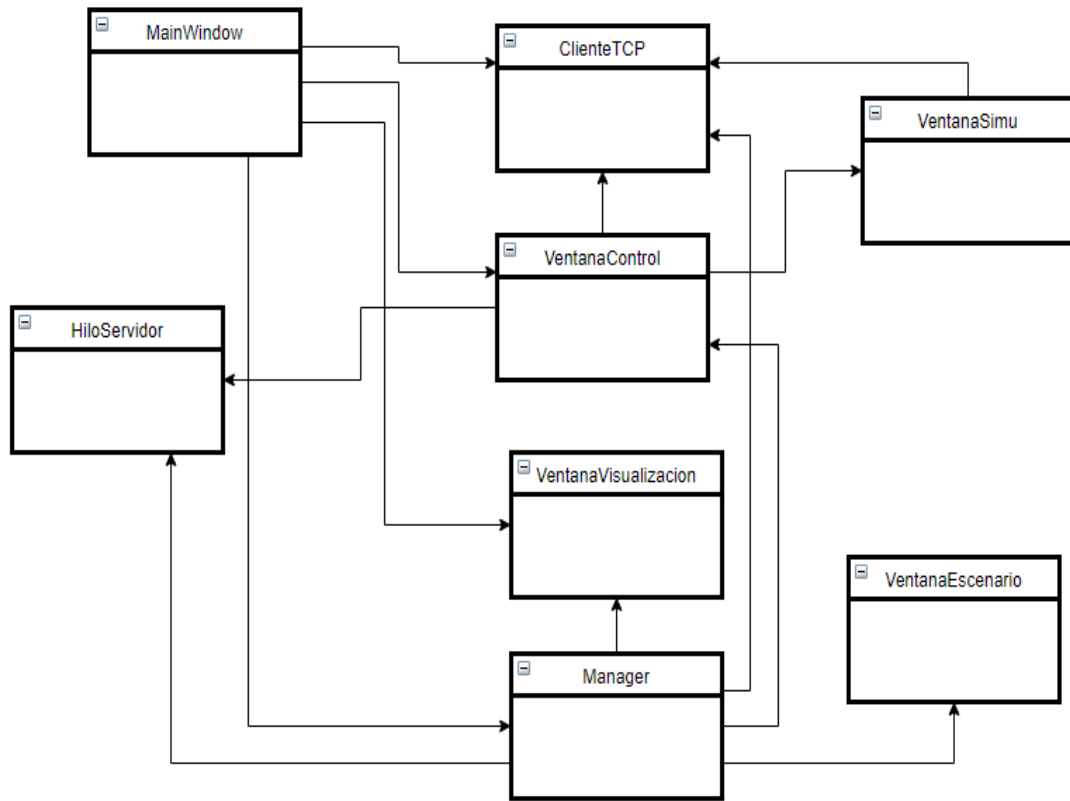 MainWindow
ClienteTCP
VentanaSimu
VentanaControl
HiloServidor
VentanaVisualizacion
VentanaEscenario
Manager